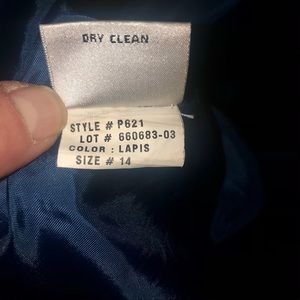 DRY CLEAN
STYLE # P621
LOT # 660683-03
COLOR : LAPIS
SIZE # 14